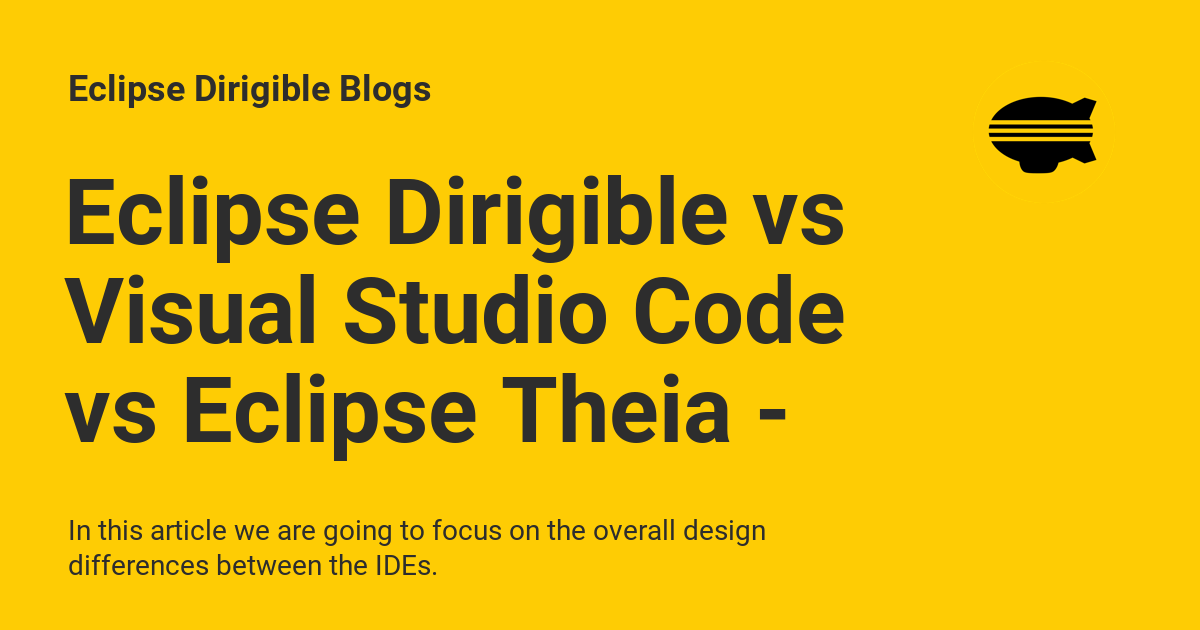 Eclipse Dirigible Blogs
Eclipse Dirigible vs
Visual Studio Code
vs Eclipse Theia -
In this article we are going to focus on the overall design
differences between the IDEs.